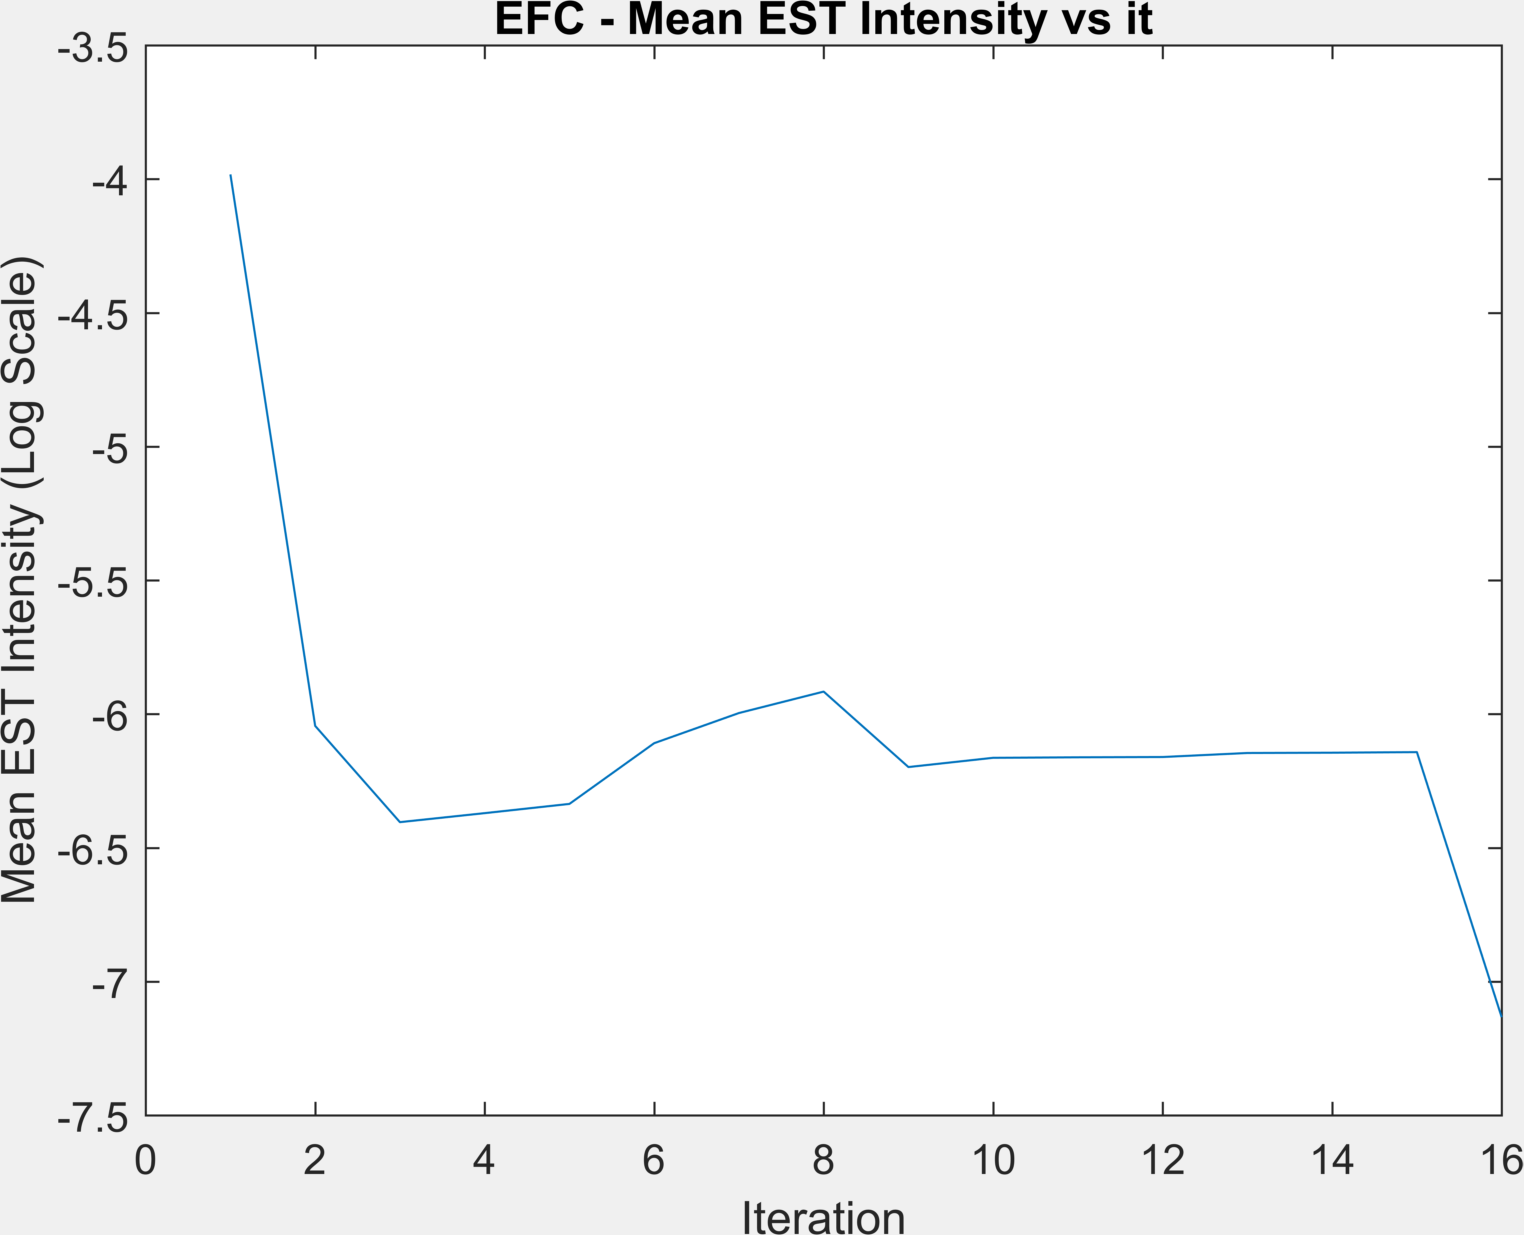 EFC - Mean EST Intensity vs it
-3.5
-4
-4.5
-5
-5.5
-6
-6.5
-7
-7.5
Mean EST Intensity (Log Scale)
0 2 4 6 8 10 12 14 16
Iteration